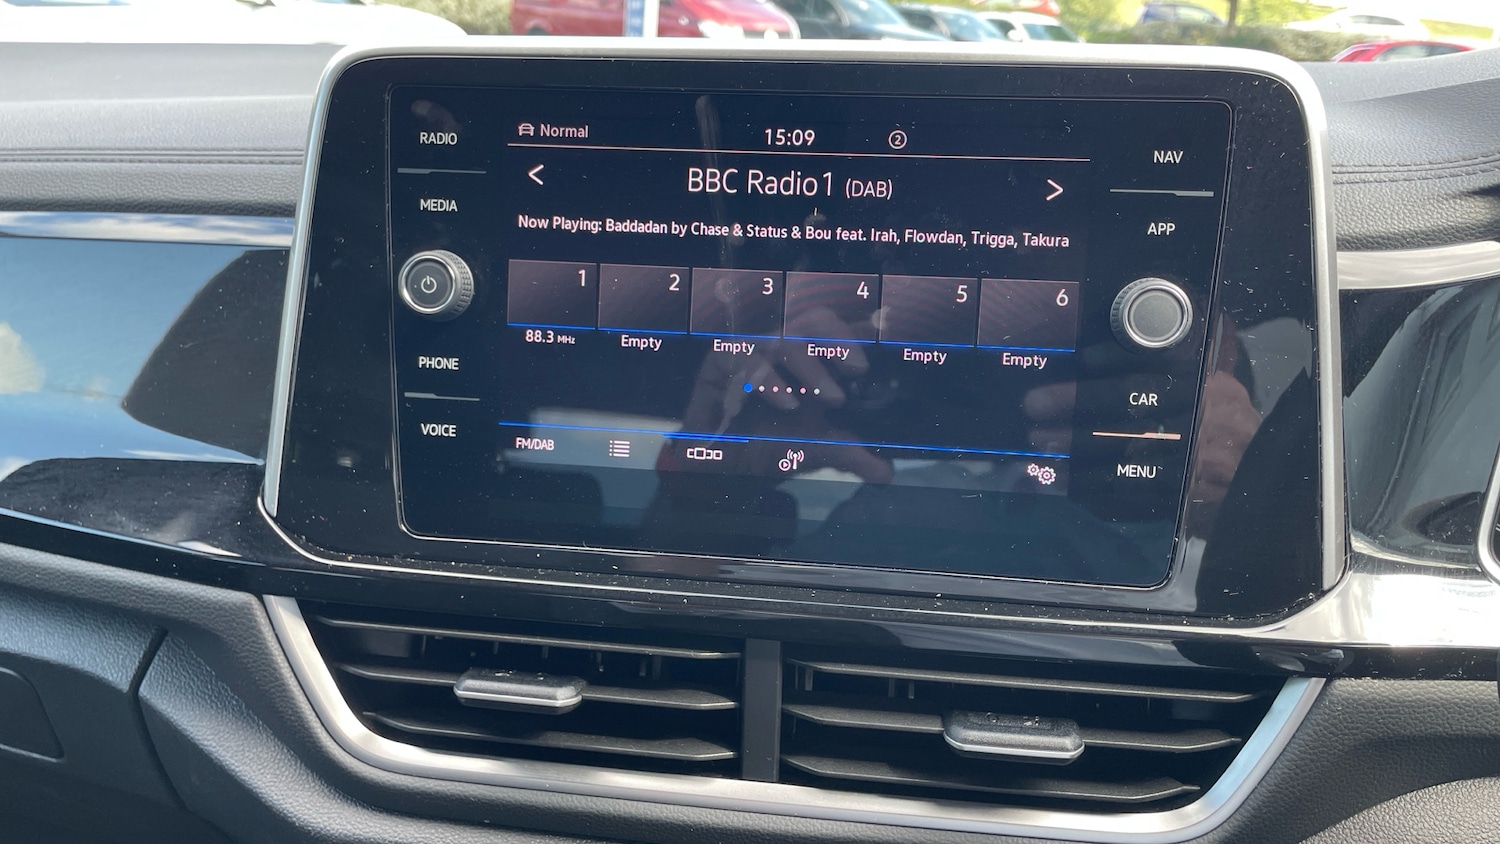 RADIO
MEDIA
PHONE
VOICE
Normal
15:09
2
< BBC Radio1 (DAB) >
Now Playing: Baddadan by Chase & Status & Bou feat. Irah, Flowdan, Trigga, Takura
1 2 3 4 5 6
88.3 MHz Empty Empty Empty Empty Empty
FM/DAB
NAV
APP
CAR
MENU